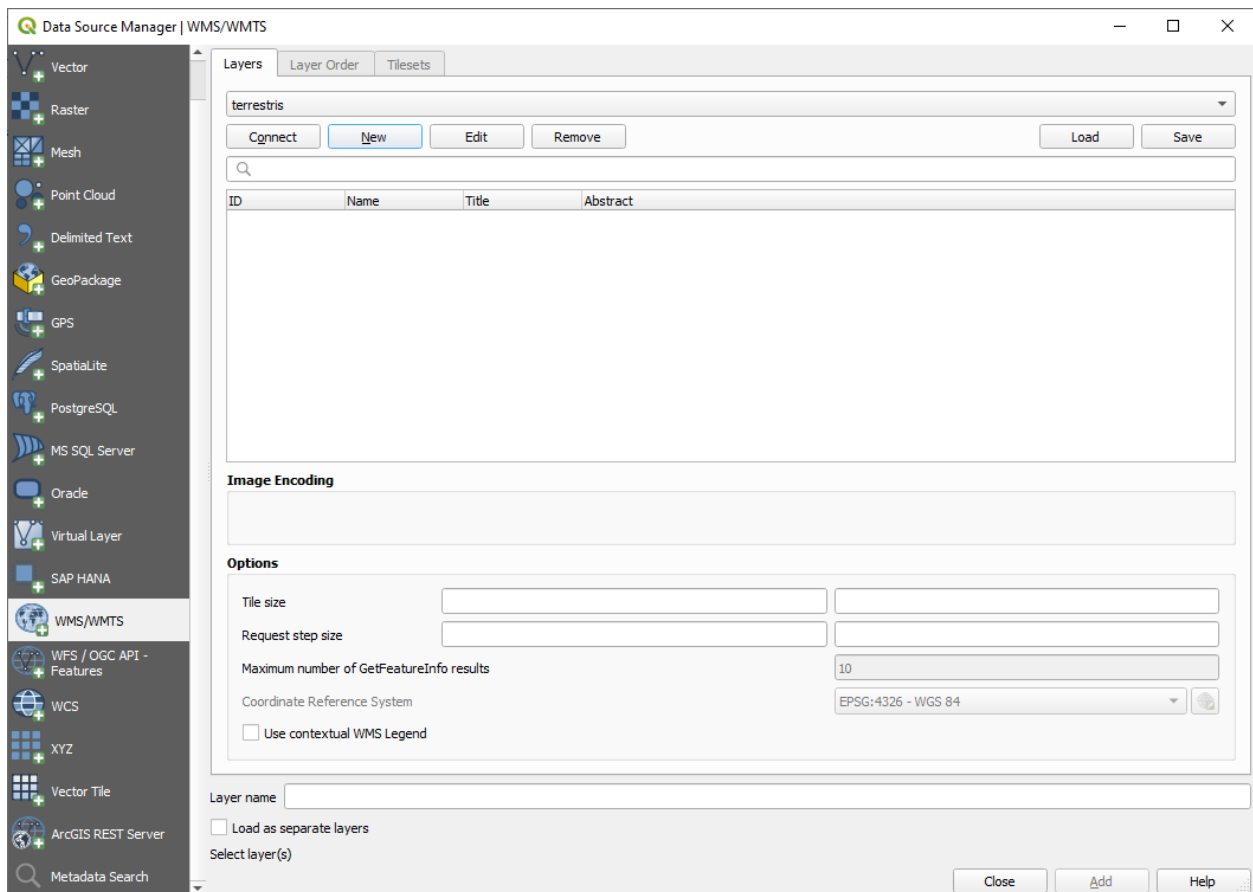 Data Source Manager | WMS/WMTS
Vector
Raster
Mesh
Point Cloud
Delimited Text
GeoPackage
GPS
SpatiaLite
PostgreSQL
MS SQL Server
Oracle
Virtual Layer
SAP HANA
WMS/WMTS
WFS / OGC API -
Features
WCS
XYZ
Vector Tile
ArcGIS REST Server
Metadata Search
Layers Layer Order Tilesets
terrestris
Connect New Edit Remove Load Save
ID Name Title Abstract
Image Encoding
Options
Tile size
Request step size
Maximum number of GetFeatureInfo results 10
Coordinate Reference System EPSG:4326 - WGS 84
Use contextual WMS Legend
Layer name
Load as separate layers
Select layer(s)
Close Add Help